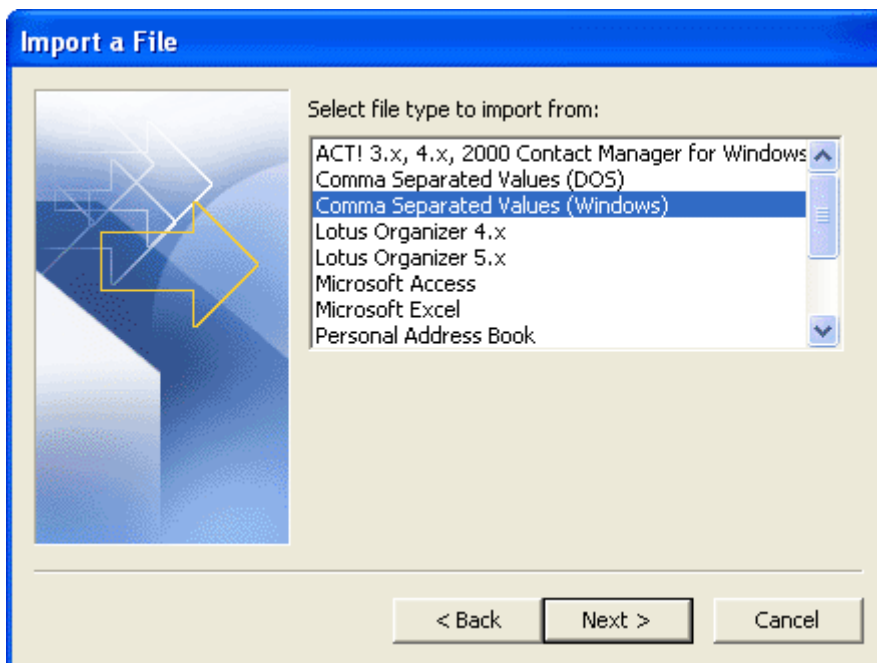 Import a File
Select file type to import from:
ACT! 3.x, 4.x, 2000 Contact Manager for Windows
Comma Separated Values (DOS)
Comma Separated Values (Windows)
Lotus Organizer 4.x
Lotus Organizer 5.x
Microsoft Access
Microsoft Excel
Personal Address Book
< Back
Next >
Cancel